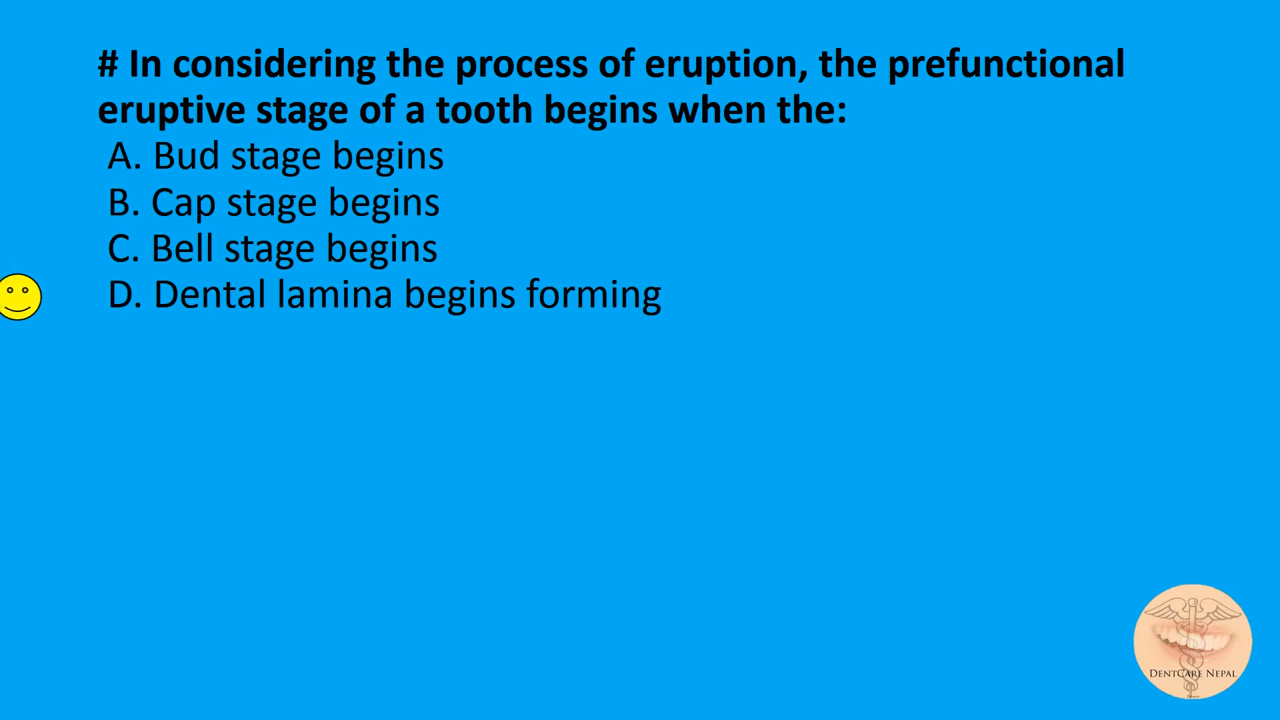 # In considering the process of eruption, the prefunctional
eruptive stage of a tooth begins when the:
A. Bud stage begins
B. Cap stage begins
C. Bell stage begins
D. Dental lamina begins forming
DentCare Nepal